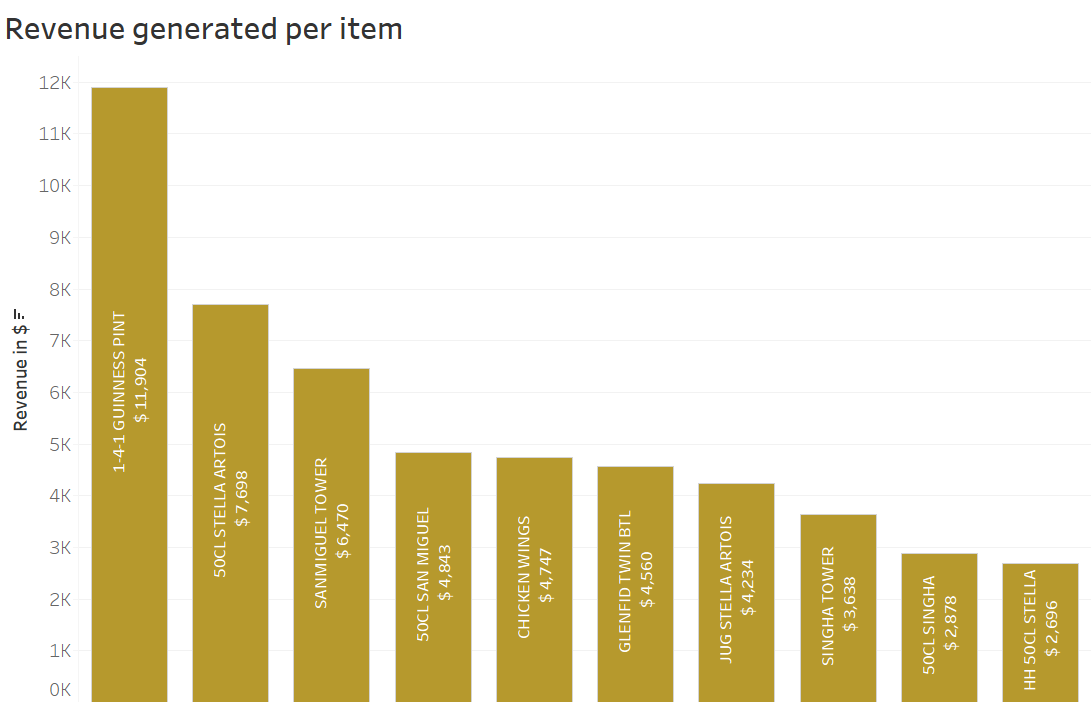 Revenue generated per item
12K
11K
10K
9K
8K
7K
6K
5K
4K
3K
2K
1K
0K
Revenue in $
1-4-1 GUINNESS PINT
$ 11,904
50CL STELLA ARTOIS
$ 7,698
SANMIGUEL TOWER
$ 6,470
50CL SAN MIGUEL
$ 4,843
CHICKEN WINGS
$ 4,747
GLENFID TWIN BTL
$ 4,560
JUG STELLA ARTOIS
$ 4,234
SINGHA TOWER
$ 3,638
50CL SINGHA
$ 2,878
HH 50CL STELLA
$ 2,696